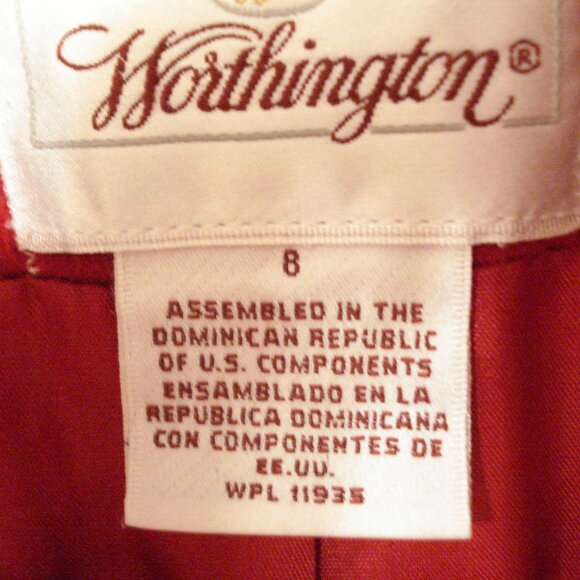 Worthington®
8
ASSEMBLED IN THE
DOMINICAN REPUBLIC
OF U.S. COMPONENTS
ENSAMBLADO EN LA
REPUBLICA DOMINICANA
CON COMPONENTES DE
EE.UU.
WPL 11935